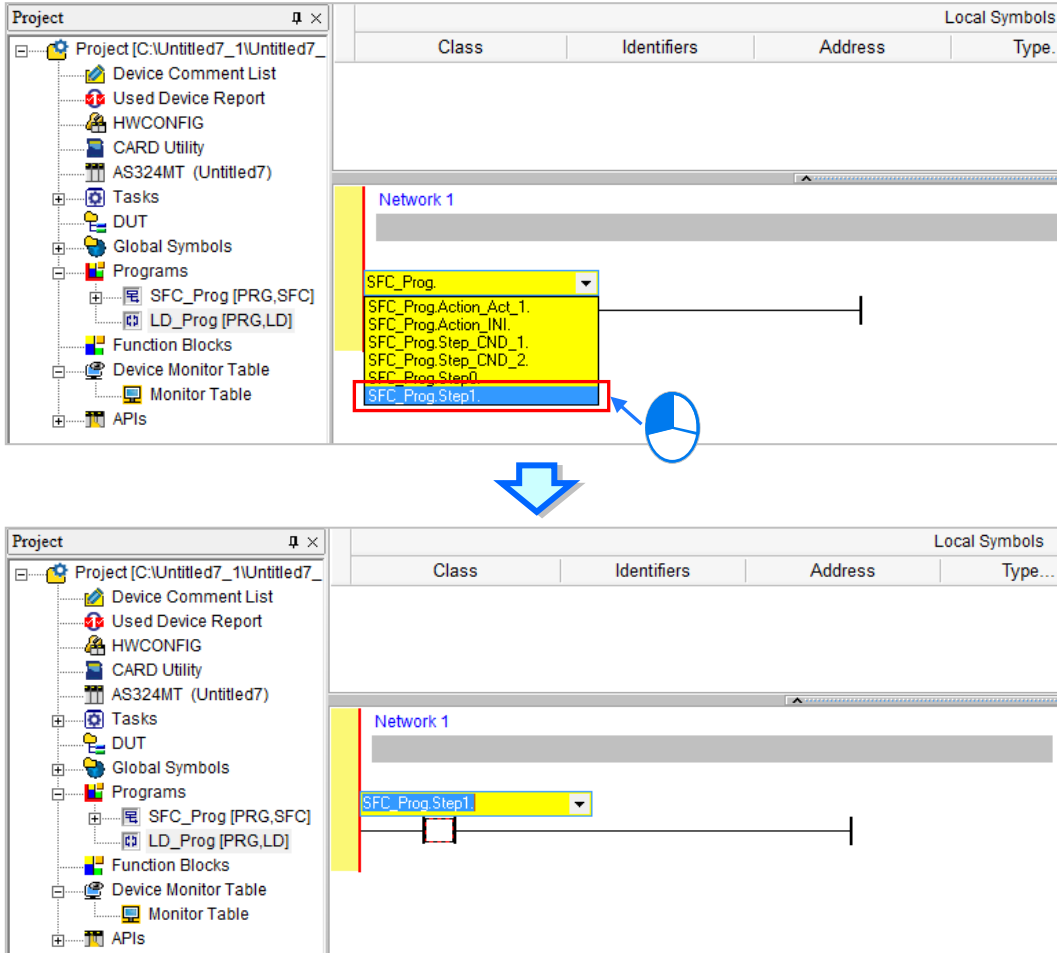 Project
Project [C:\Untitled7_1\Untitled7_
Device Comment List
Used Device Report
HWCONFIG
CARD Utility
AS324MT (Untitled7)
Tasks
DUT
Global Symbols
Programs
SFC_Prog [PRG,SFC]
LD_Prog [PRG,LD]
Function Blocks
Device Monitor Table
Monitor Table
APIs
Local Symbols
Class Identifiers Address Type.
Network 1
SFC_Prog.
SFC_Prog.Action_Act_1.
SFC_Prog.Action_INI.
SFC_Prog.Step_CND_1.
SFC_Prog.Step_CND_2.
SFC_Prog.Step0.
SFC_Prog.Step1.
Project
Project [C:\Untitled7_1\Untitled7_
Device Comment List
Used Device Report
HWCONFIG
CARD Utility
AS324MT (Untitled7)
Tasks
DUT
Global Symbols
Programs
SFC_Prog [PRG,SFC]
LD_Prog [PRG,LD]
Function Blocks
Device Monitor Table
Monitor Table
APIs
Local Symbols
Class Identifiers Address Type...
Network 1
SFC_Prog.Step1.